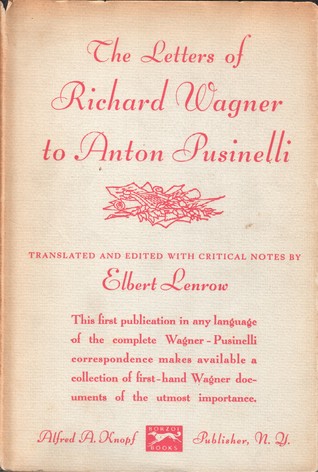 The Letters of
Richard Wagner
to Anton Pusinelli
TRANSLATED AND EDITED WITH CRITICAL NOTES BY
Elbert Lenrow
This first publication in any language
of the complete Wagner-Pusinelli
correspondence makes available a
collection of first-hand Wagner doc-
uments of the utmost importance.
Alfred A. Knopf BORZOI BOOKS Publisher, N. Y.